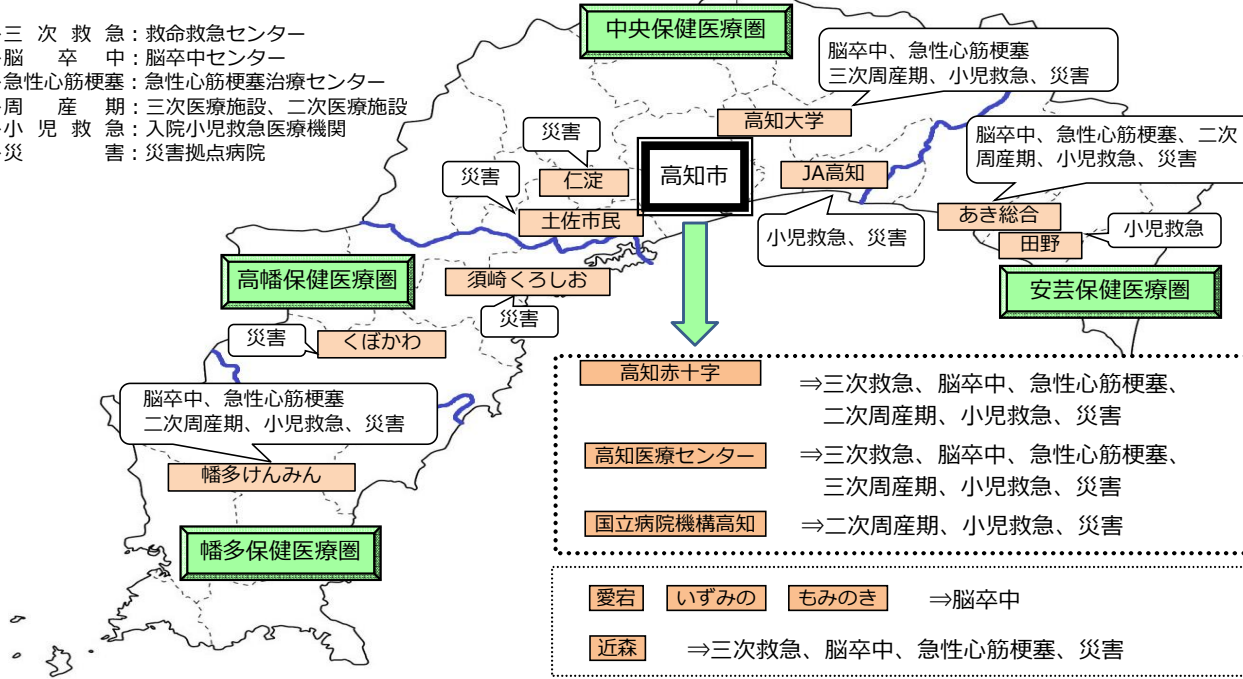 三次救急：救命救急センター
脳卒中：脳卒中センター
急性心筋梗塞：急性心筋梗塞治療センター
周産期：三次医療施設、二次医療施設
小児救急：入院小児救急医療機関
災害：災害拠点病院
中央保健医療圏
脳卒中、急性心筋梗塞
三次周産期、小児救急、災害
高知大学
災害
仁淀
高知市
JA高知
脳卒中、急性心筋梗塞、二次
周産期、小児救急、災害
災害
土佐市民
小児救急、災害
あき総合
田野
小児救急
高幡保健医療圏
須崎くろしお
災害
安芸保健医療圏
災害
くぼかわ
脳卒中、急性心筋梗塞
二次周産期、小児救急、災害
幡多けんみん
幡多保健医療圏
高知赤十字 ⇒三次救急、脳卒中、急性心筋梗塞、
二次周産期、小児救急、災害
高知医療センター ⇒三次救急、脳卒中、急性心筋梗塞、
三次周産期、小児救急、災害
国立病院機構高知 ⇒二次周産期、小児救急、災害
愛宕 いずみの もみのき ⇒脳卒中
近森 ⇒三次救急、脳卒中、急性心筋梗塞、災害